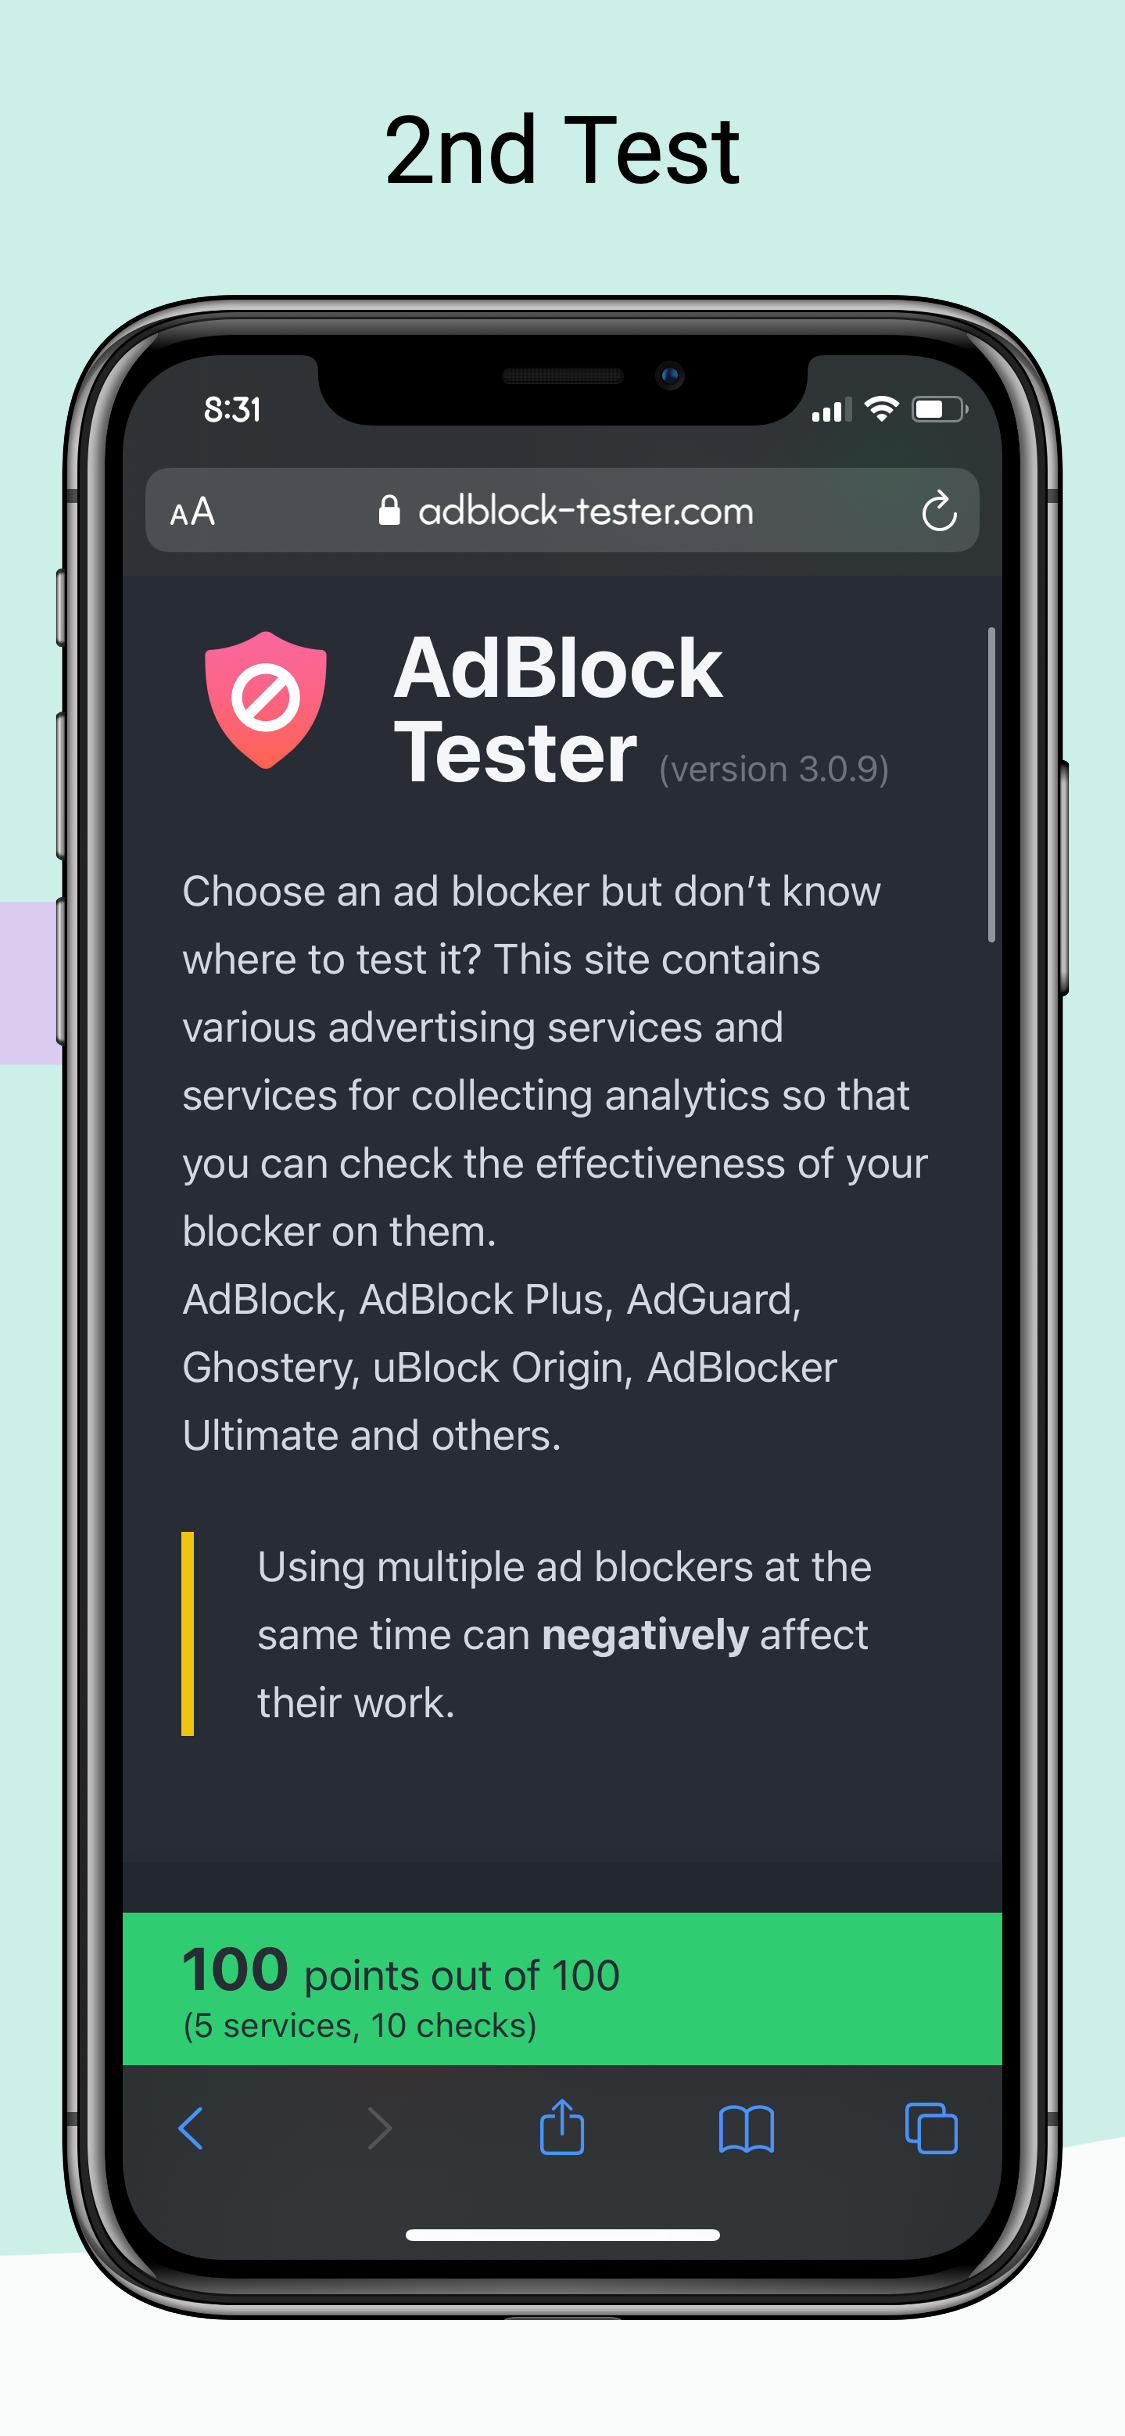 2nd Test
8:31
AA
adblock-tester.com
AdBlock
Tester (version 3.0.9)
Choose an ad blocker but don’t know
where to test it? This site contains
various advertising services and
services for collecting analytics so that
you can check the effectiveness of your
blocker on them.
AdBlock, AdBlock Plus, AdGuard,
Ghostery, uBlock Origin, AdBlocker
Ultimate and others.
Using multiple ad blockers at the
same time can negatively affect
their work.
100 points out of 100
(5 services, 10 checks)